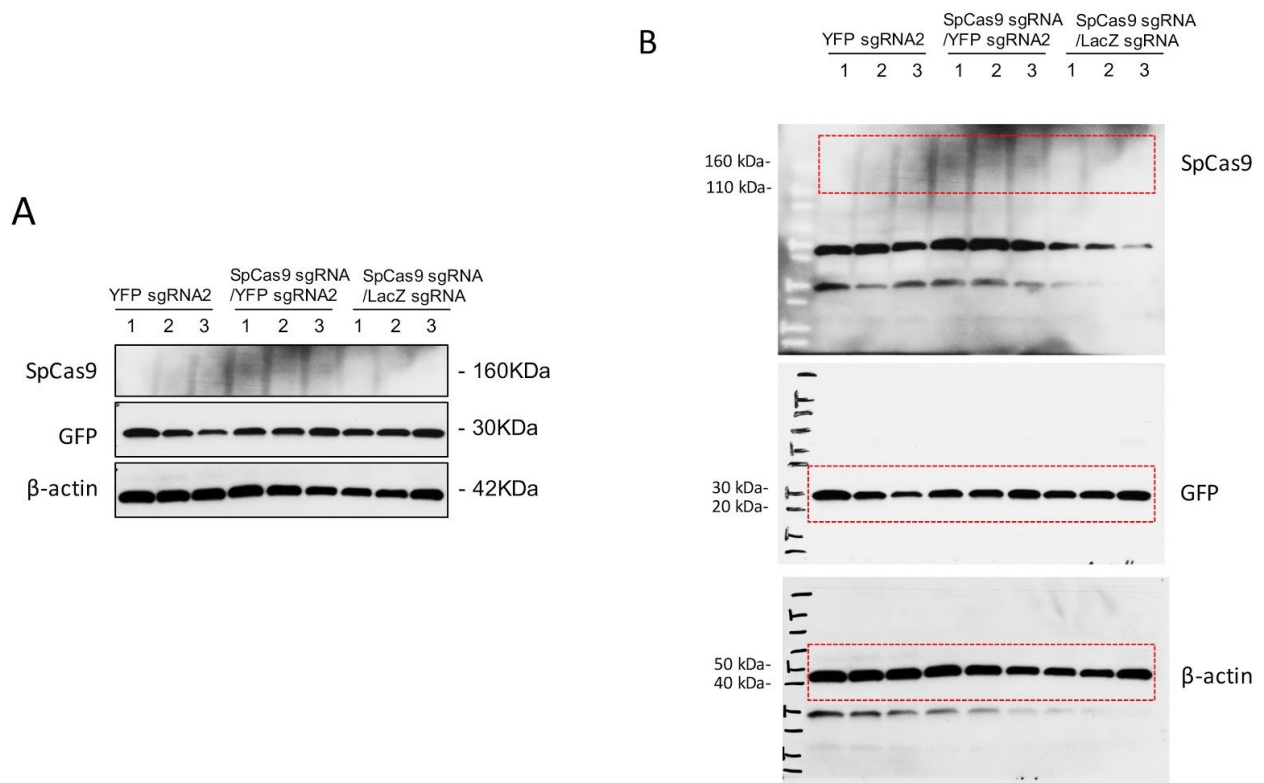 A
SpCas9 sgRNA SpCas9 sgRNA
YFP sgRNA2 /YFP sgRNA2 /LacZ sgRNA
1 2 3 1 2 3 1 2 3
SpCas9 - 160KDa
GFP - 30KDa
β-actin - 42KDa
B
SpCas9 sgRNA SpCas9 sgRNA
YFP sgRNA2 /YFP sgRNA2 /LacZ sgRNA
1 2 3 1 2 3 1 2 3
160 kDa- SpCas9
110 kDa-
30 kDa- GFP
20 kDa-
50 kDa- β-actin
40 kDa-